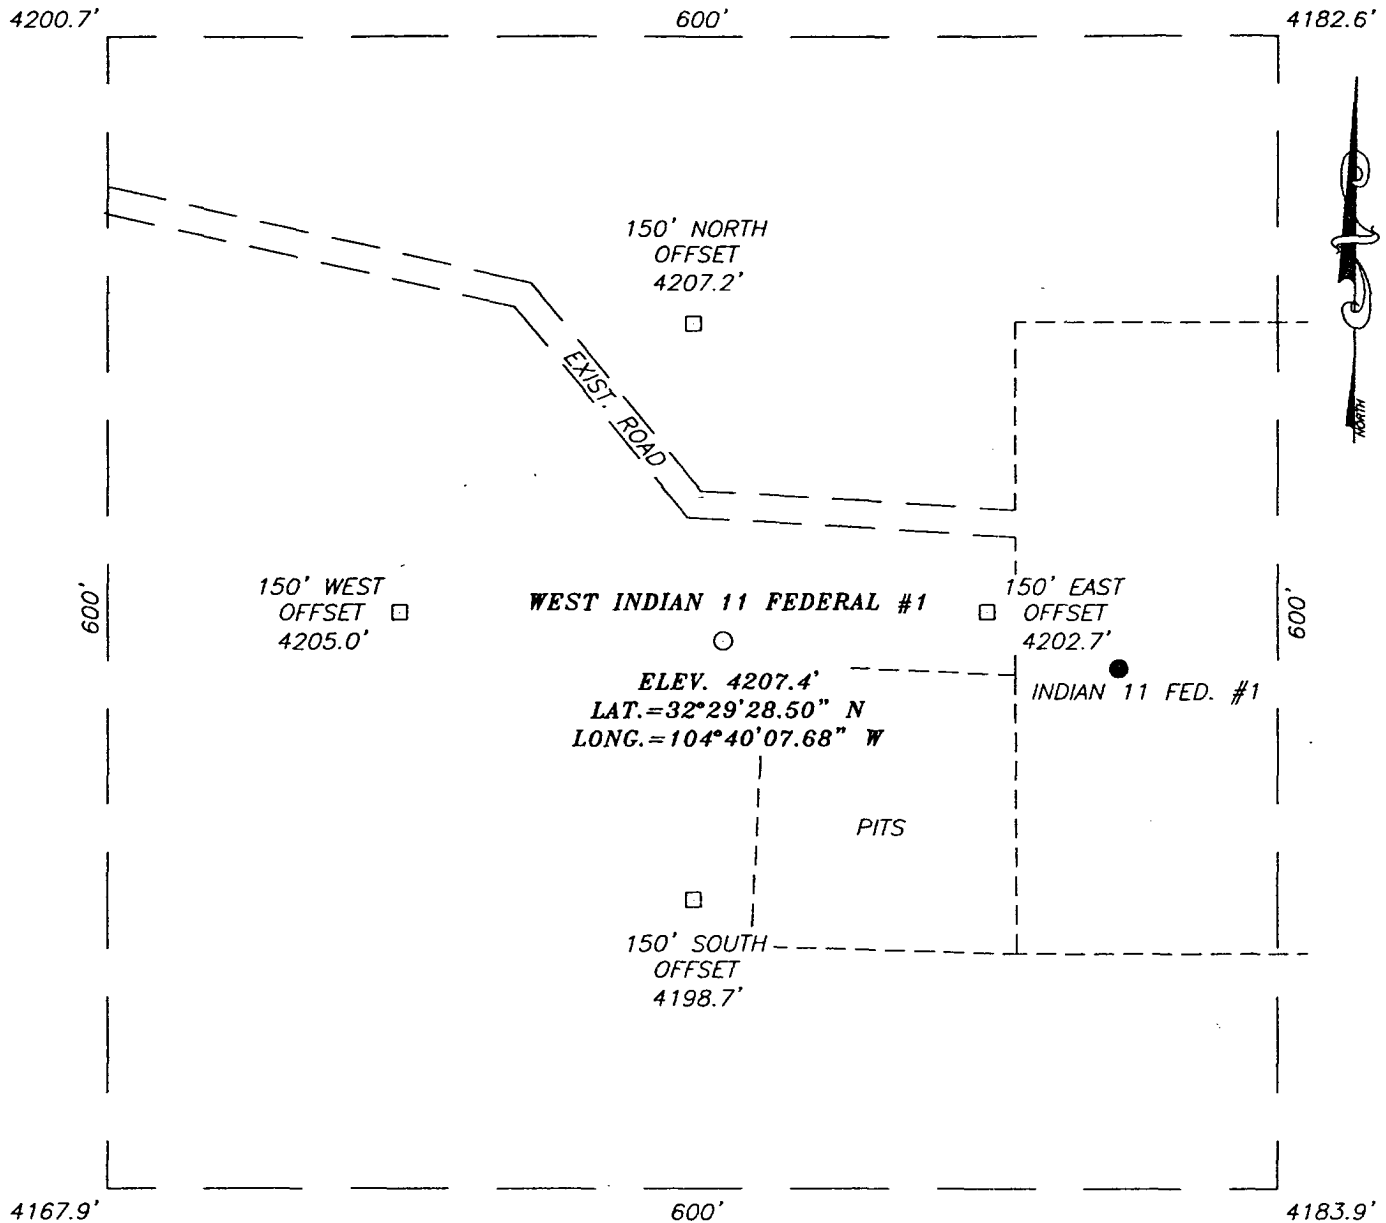 4200.7' 600' 4182.6'
150' NORTH
OFFSET
4207.2'
NORTH
EXIST. ROAD
600'
150' WEST
OFFSET
4205.0'
WEST INDIAN 11 FEDERAL #1
150' EAST
OFFSET
4202.7'
600'
ELEV. 4207.4'
LAT.=32°29'28.50" N
LONG.=104°40'07.68" W
INDIAN 11 FED. #1
PITS
150' SOUTH
OFFSET
4198.7'
4167.9' 600' 4183.9'